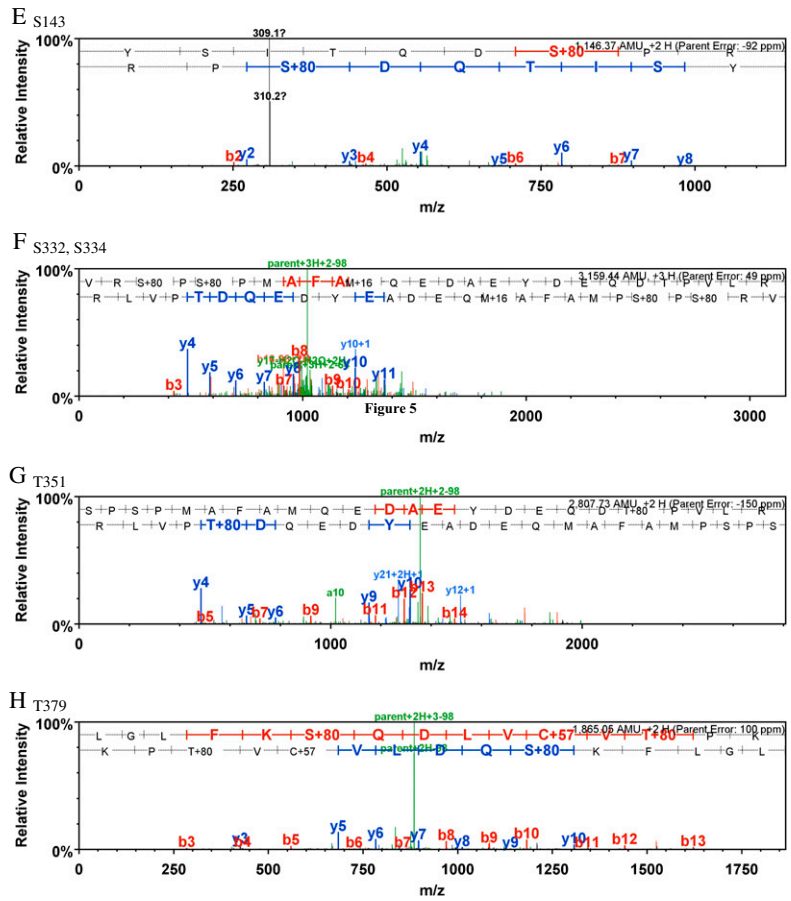 E S143
309.1?
100%
Y S I T Q D S+80 P R
1,146.37 AMU, +2 H (Parent Error: -92 ppm)
R P S+80 D Q T I S Y
310.2?
Relative Intensity
b2 y2 y3 b4 y4 y5 b6 y6 b7 y7 y8
0%
0 250 500 750 1000
m/z
F S332, S334
parent+3H+2-98
100%
V R S+80 P S+80 P M A F A M+16 Q E D A E Y D E Q D T P V L R
3,159.44 AMU, +3 H (Parent Error: 49 ppm)
R L V P T D Q E D Y E A D E Q M+16 A F A M P S+80 P S+80 R V
Relative Intensity
y10+1
b8
y4 y5 y10
b3 y6 y7 b7 b9 b10 y11
0%
Figure 5
0 1000 2000 3000
m/z
G T351
parent+2H+2-98
100%
S P S P M A F A M Q E D A E Y D E Q D T+80 P V L R
2,807.73 AMU, +2 H (Parent Error: -150 ppm)
R L V P T+80 D Q E D Y E A D E Q M A F A M P S P S
Relative Intensity
y21+2H+1
y4 a10 y9 b12 y10 b13 y12+1
b5 y5 b7 y6 b9 b11 b14
0%
0 1000 2000
m/z
H T379
parent+2H+3-98
100%
L G L F K S+80 Q D L V C+57 V T+80 P K
1,865.05 AMU, +2 H (Parent Error: 100 ppm)
K P T+80 V C+57 V L D Q S+80 K F L G L
Relative Intensity
b3 y3 b4 b5 y5 b6 y6 b7 y7 b8 y8 b9 y9 b10 y10 b11 b12 b13
0%
0 250 500 750 1000 1250 1500 1750
m/z